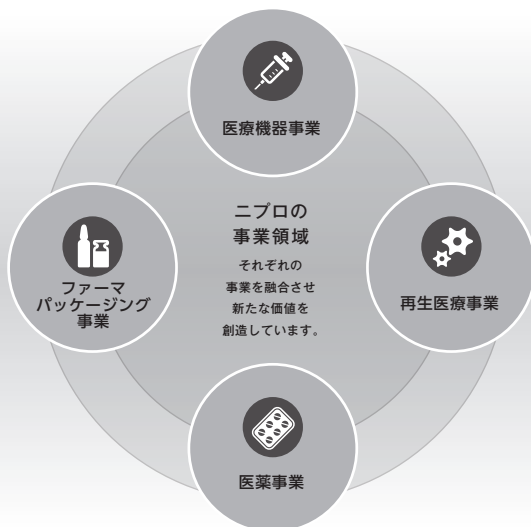 医療機器事業
ニプロの
事業領域
それぞれの
事業を融合させ
新たな価値を
創造しています。
ファーマ
パッケージング
事業
再生医療事業
医薬事業